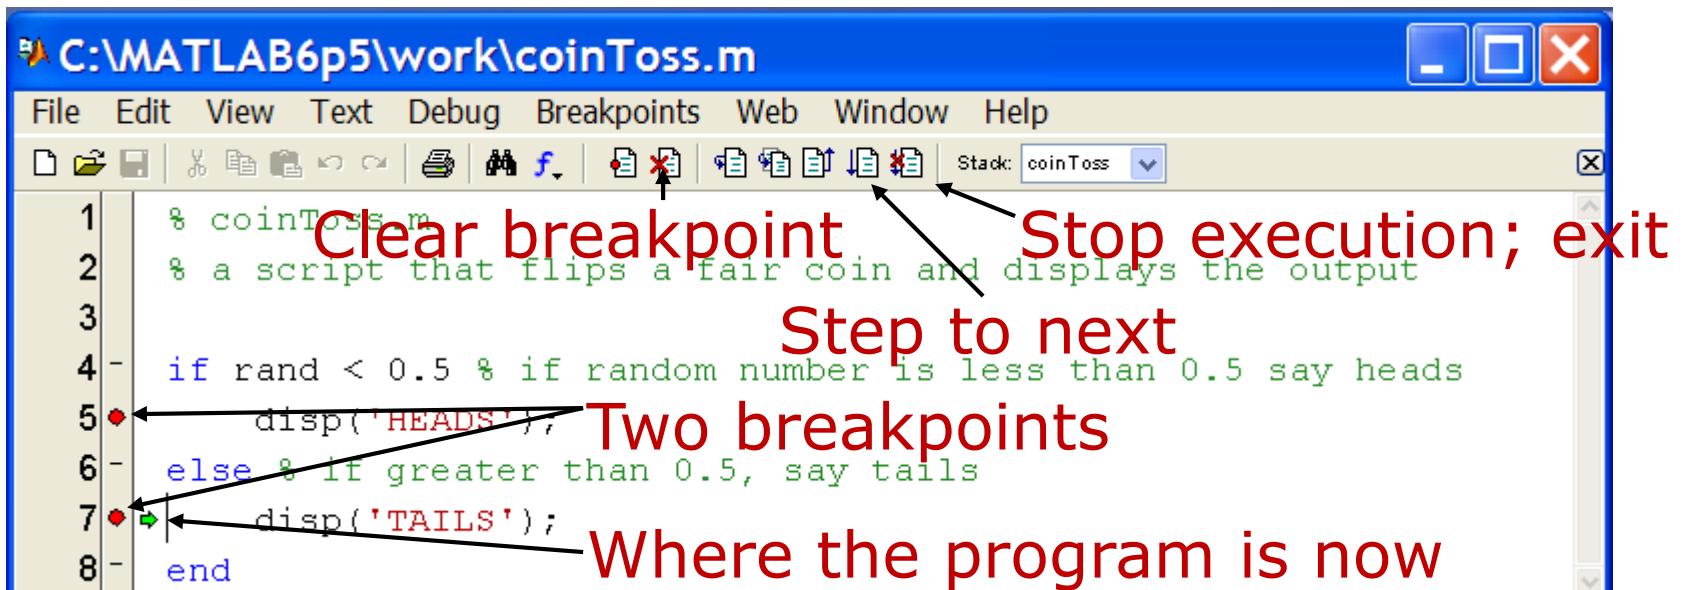 C:\MATLAB6p5\work\coinToss.m
File Edit View Text Debug Breakpoints Web Window Help
Stack: coinToss
1 % coinToss.m
Clear breakpoint
Stop execution; exit
2 % a script that flips a fair coin and displays the output
3
Step to next
4 - if rand < 0.5 % if random number is less than 0.5 say heads
5 disp('HEADS');
Two breakpoints
6 - else % if greater than 0.5, say tails
7 disp('TAILS');
Where the program is now
8 - end